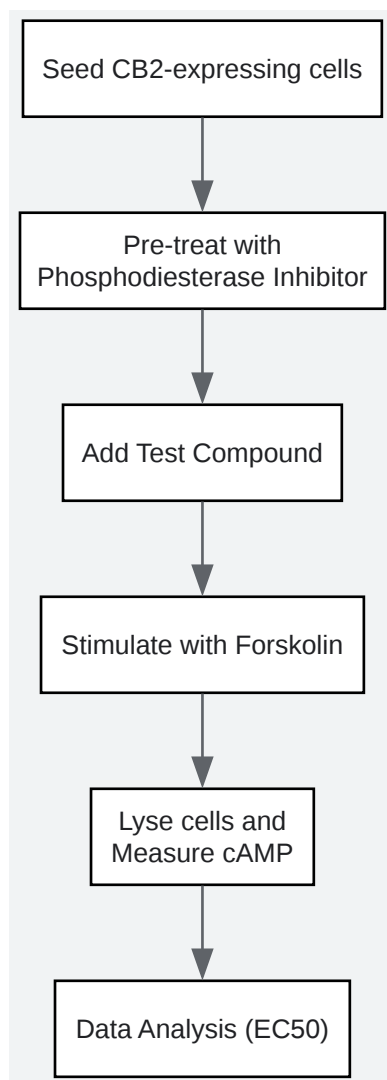 Seed CB2-expressing cells
Pre-treat with
Phosphodiesterase Inhibitor
Add Test Compound
Stimulate with Forskolin
Lyse cells and
Measure cAMP
Data Analysis (EC50)